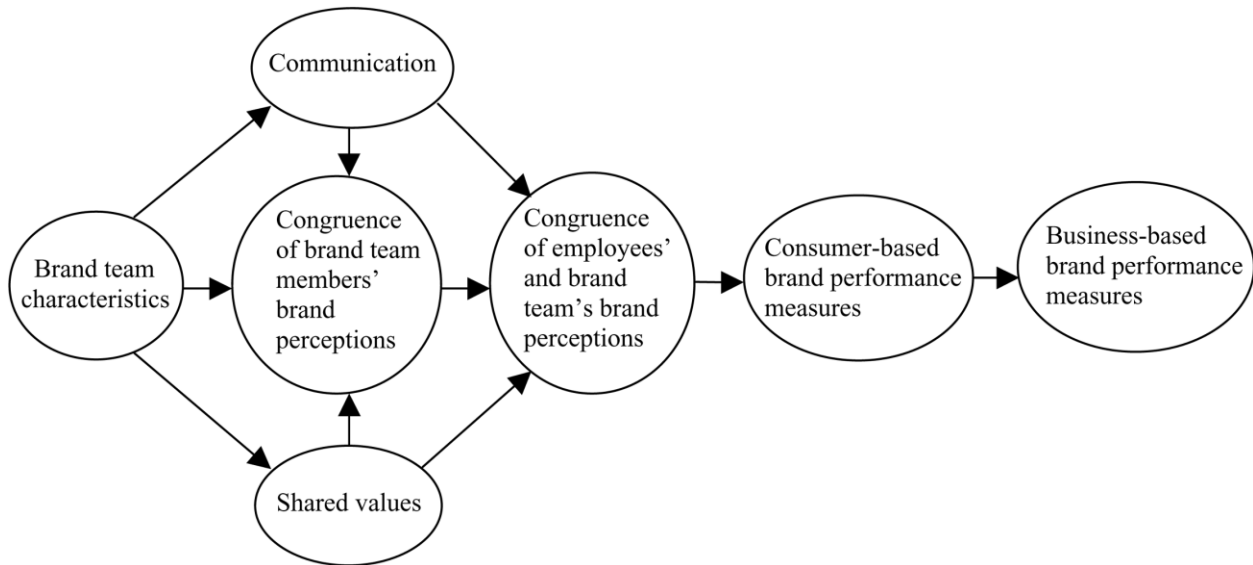 Communication
Brand team
characteristics
Congruence
of brand team
members’
brand
perceptions
Congruence
of employees’
and brand
team’s brand
perceptions
Consumer-based
brand performance
measures
Business-based
brand performance
measures
Shared values